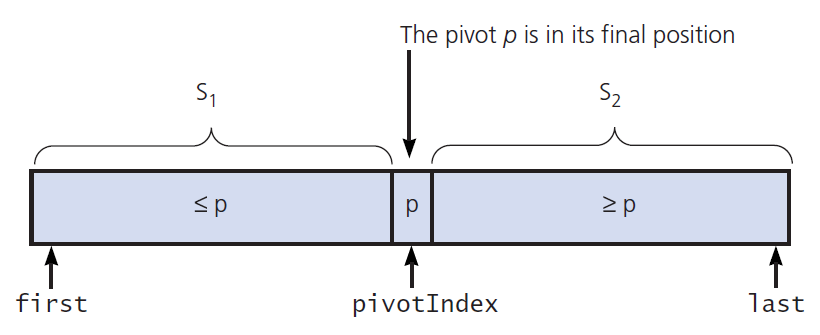 The pivot p is in its final position
S₁ S₂
≤ p p ≥ p
first pivotIndex last